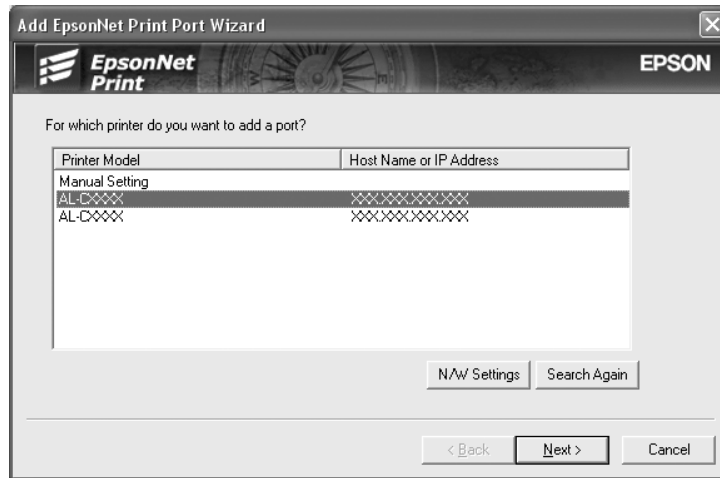 Add EpsonNet Print Port Wizard
EpsonNet
Print
EPSON
For which printer do you want to add a port?
Printer Model Host Name or IP Address
Manual Setting
AL-CXXXX XXX.XXX.XXX.XXX
AL-CXXXX XXX.XXX.XXX.XXX
N/W Settings Search Again
< Back Next > Cancel